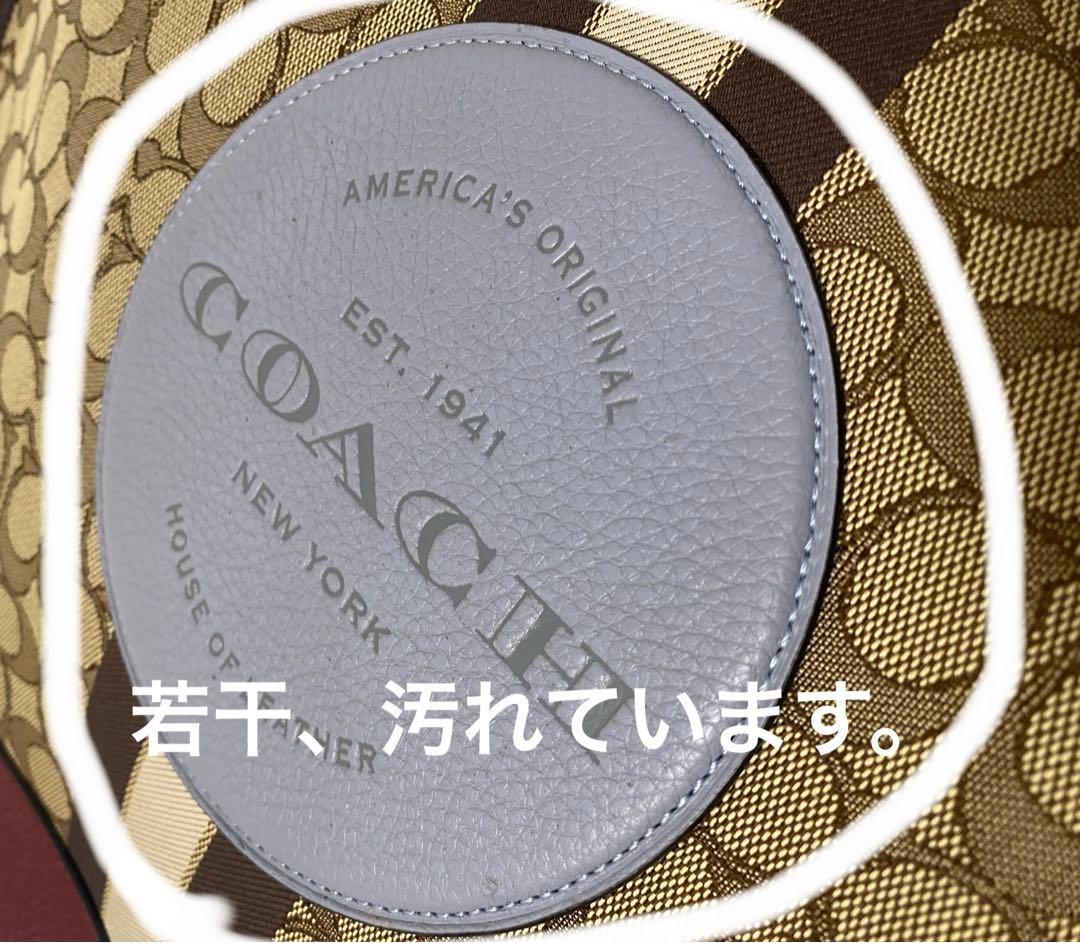 AMERICA'S ORIGINAL
EST. 1941
COACH
NEW YORK
HOUSE OF LEATHER
若干、汚れています。